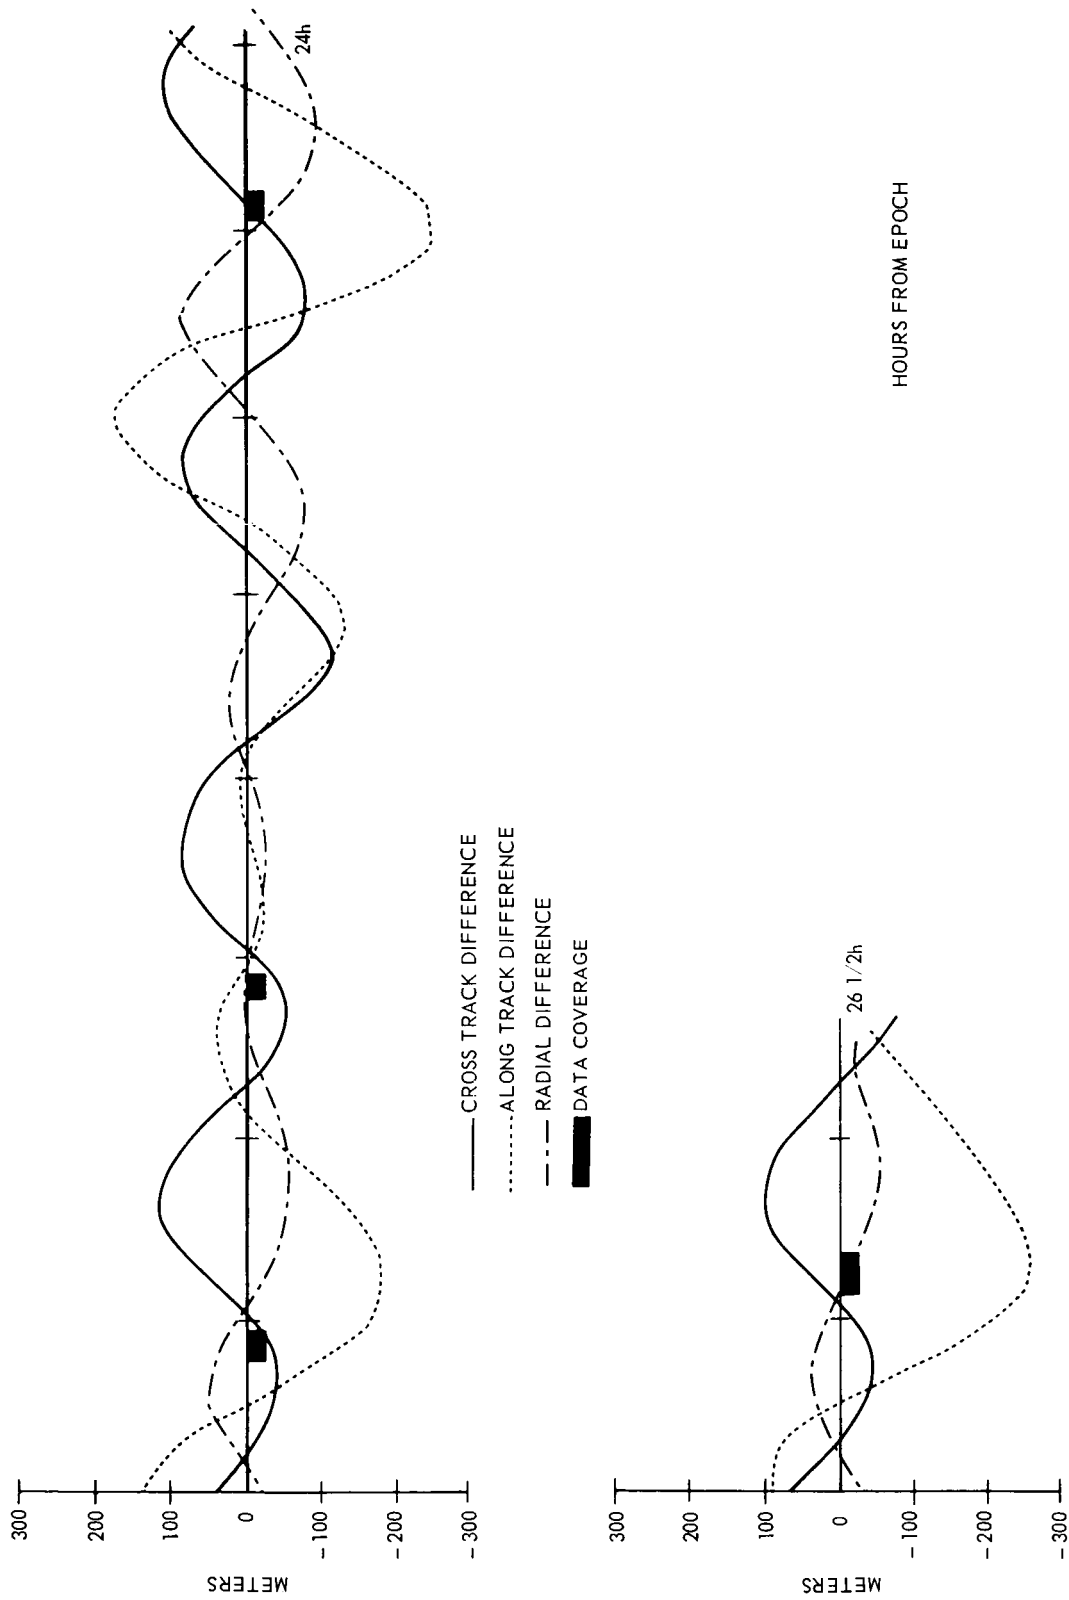 300
200
100
0
- 100
- 200
- 300
METERS
24h
CROSS TRACK DIFFERENCE
ALONG TRACK DIFFERENCE
RADIAL DIFFERENCE
DATA COVERAGE
300
200
100
0
- 100
- 200
- 300
METERS
26 1/2h
HOURS FROM EPOCH